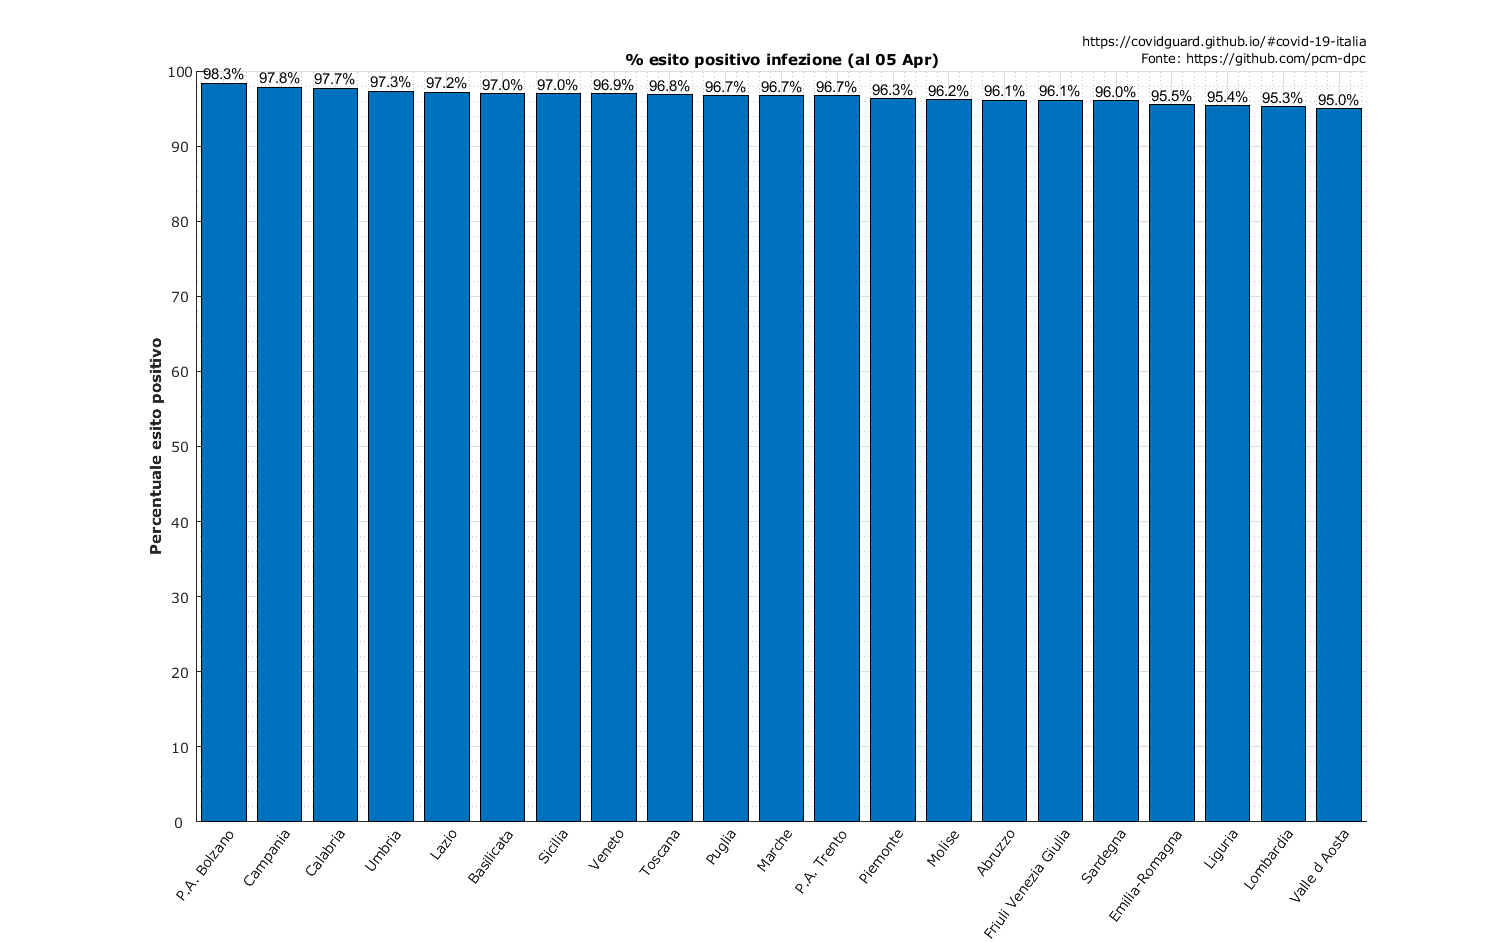 https://covidguard.github.io/#covid-19-italia
Fonte: https://github.com/pcm-dpc
% esito positivo infezione (al 05 Apr)
Percentuale esito positivo
100
90
80
70
60
50
40
30
20
10
0
98.3%
97.8%
97.7%
97.3%
97.2%
97.0%
97.0%
96.9%
96.8%
96.7%
96.7%
96.7%
96.3%
96.2%
96.1%
96.1%
96.0%
95.5%
95.4%
95.3%
95.0%
P.A. Bolzano
Campania
Calabria
Umbria
Lazio
Basilicata
Sicilia
Veneto
Toscana
Puglia
Marche
P.A. Trento
Piemonte
Molise
Abruzzo
Friuli Venezia Giulia
Sardegna
Emilia-Romagna
Liguria
Lombardia
Valle d Aosta